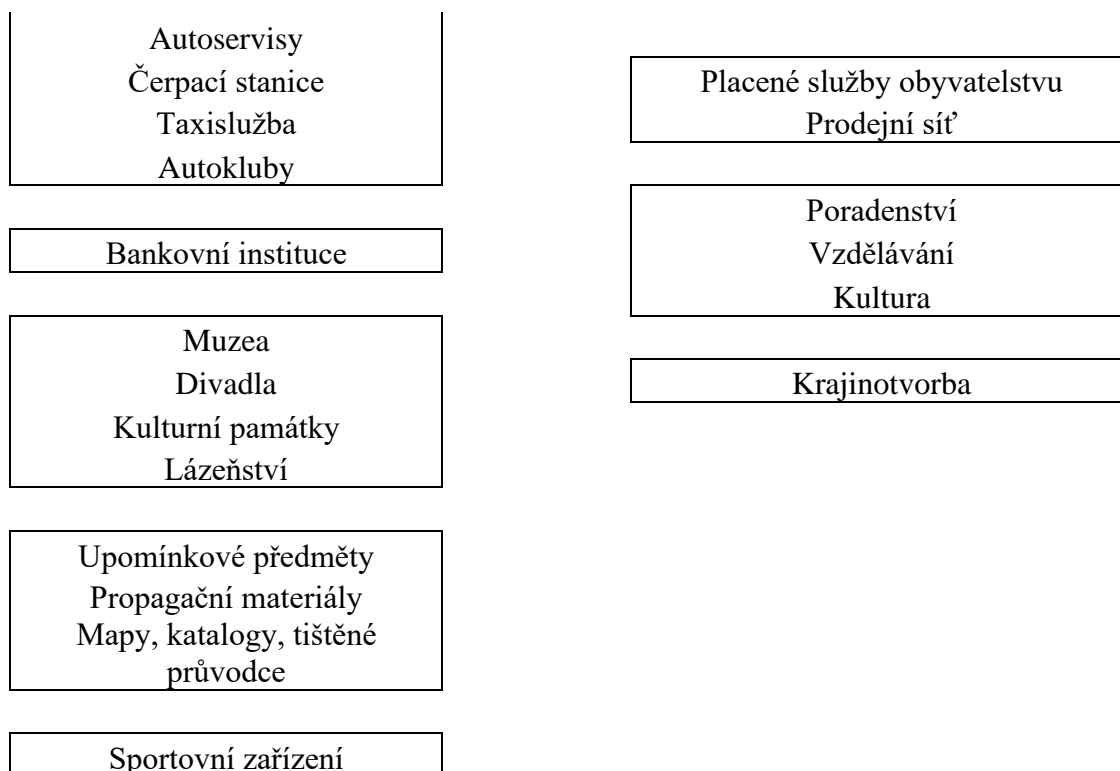 Autoservisy
Čerpací stanice
Taxislužba
Autokluby
Bankovní instituce
Muzea
Divadla
Kulturní památky
Lázeňství
Upomínkové předměty
Propagační materiály
Mapy, katalogy, tištěné
průvodce
Sportovní zařízení
Placené služby obyvatelstvu
Prodejní síť
Poradenství
Vzdělávání
Kultura
Krajinotvorba